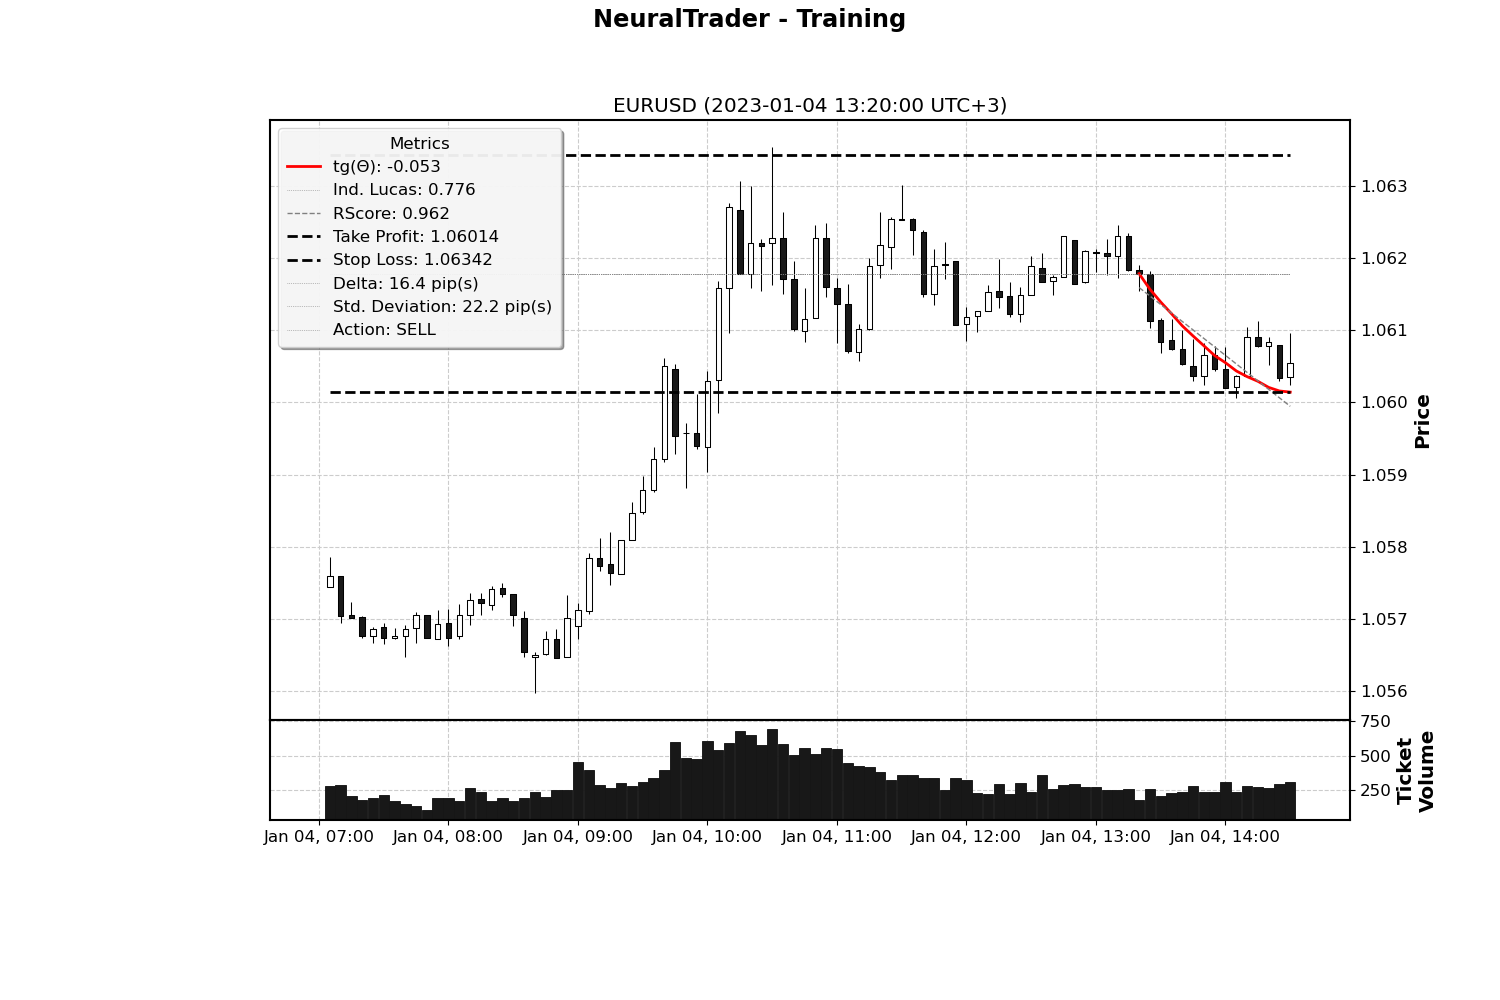 NeuralTrader - Training
EURUSD (2023-01-04 13:20:00 UTC+3)
Metrics
tg(Θ): -0.053
Ind. Lucas: 0.776
RScore: 0.962
Take Profit: 1.06014
Stop Loss: 1.06342
Delta: 16.4 pip(s)
Std. Deviation: 22.2 pip(s)
Action: SELL
1.063
1.062
1.061
1.060
1.059
1.058
1.057
1.056
Price
750
500
250
Ticket
Volume
Jan 04, 07:00
Jan 04, 08:00
Jan 04, 09:00
Jan 04, 10:00
Jan 04, 11:00
Jan 04, 12:00
Jan 04, 13:00
Jan 04, 14:00